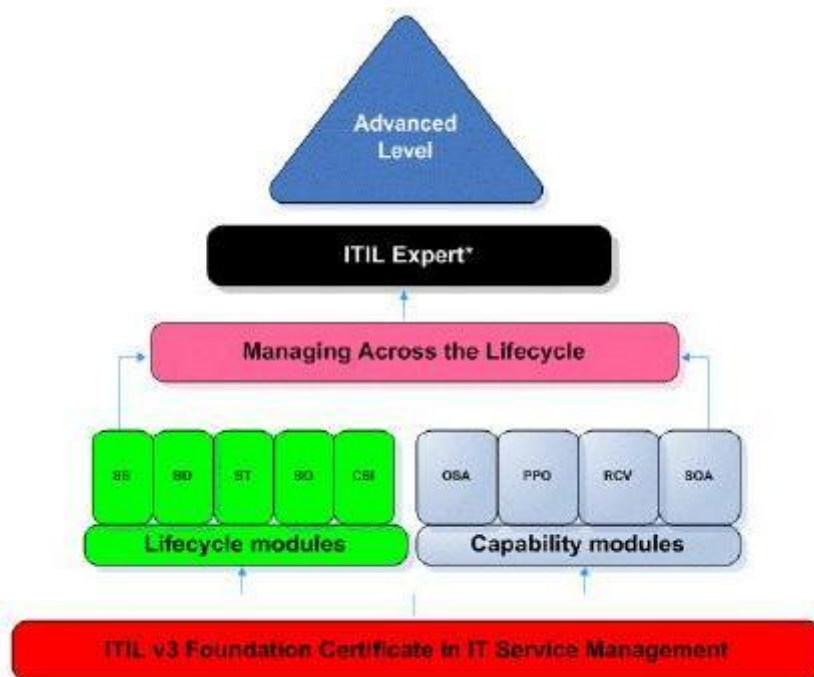 Advanced
Level
ITIL Expert*
Managing Across the Lifecycle
SS SD ST SO CSI
OSA PPO RCV SOA
Lifecycle modules
Capability modules
ITIL v3 Foundation Certificate in IT Service Management